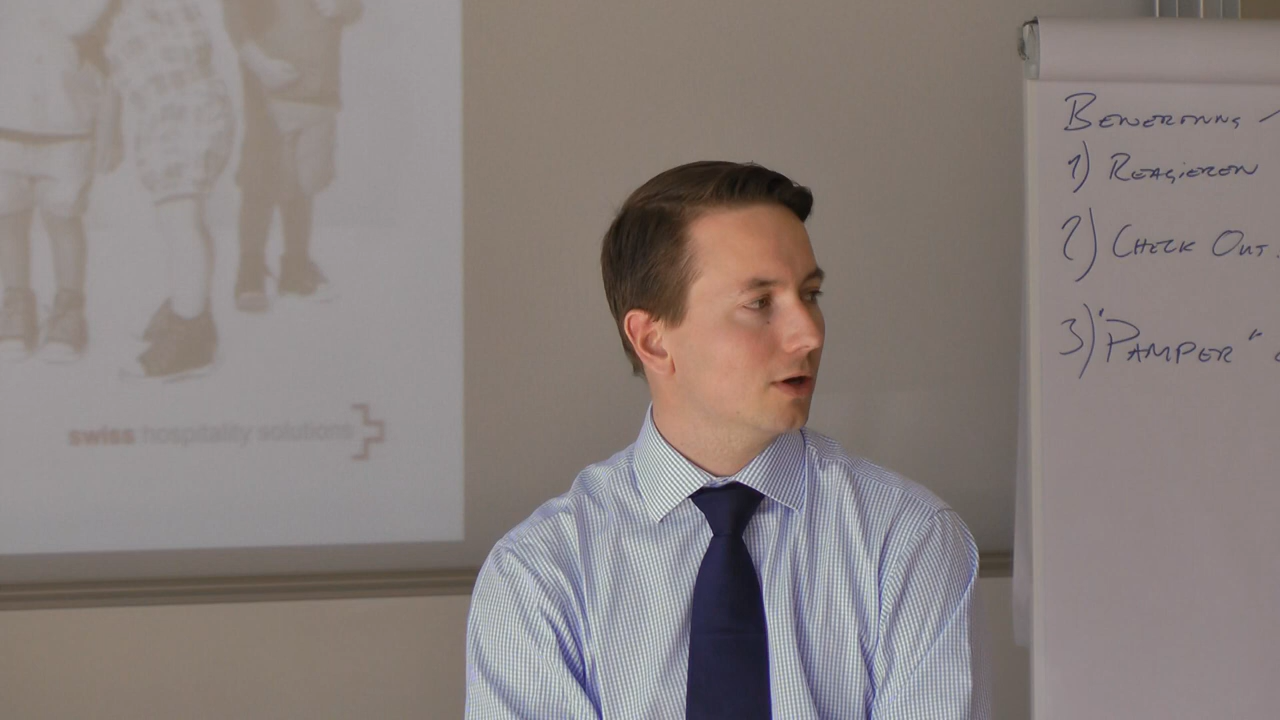 swiss hospitality solutions
Bewertung
1) Reagieren
2) Check Out
3) "Pamper"